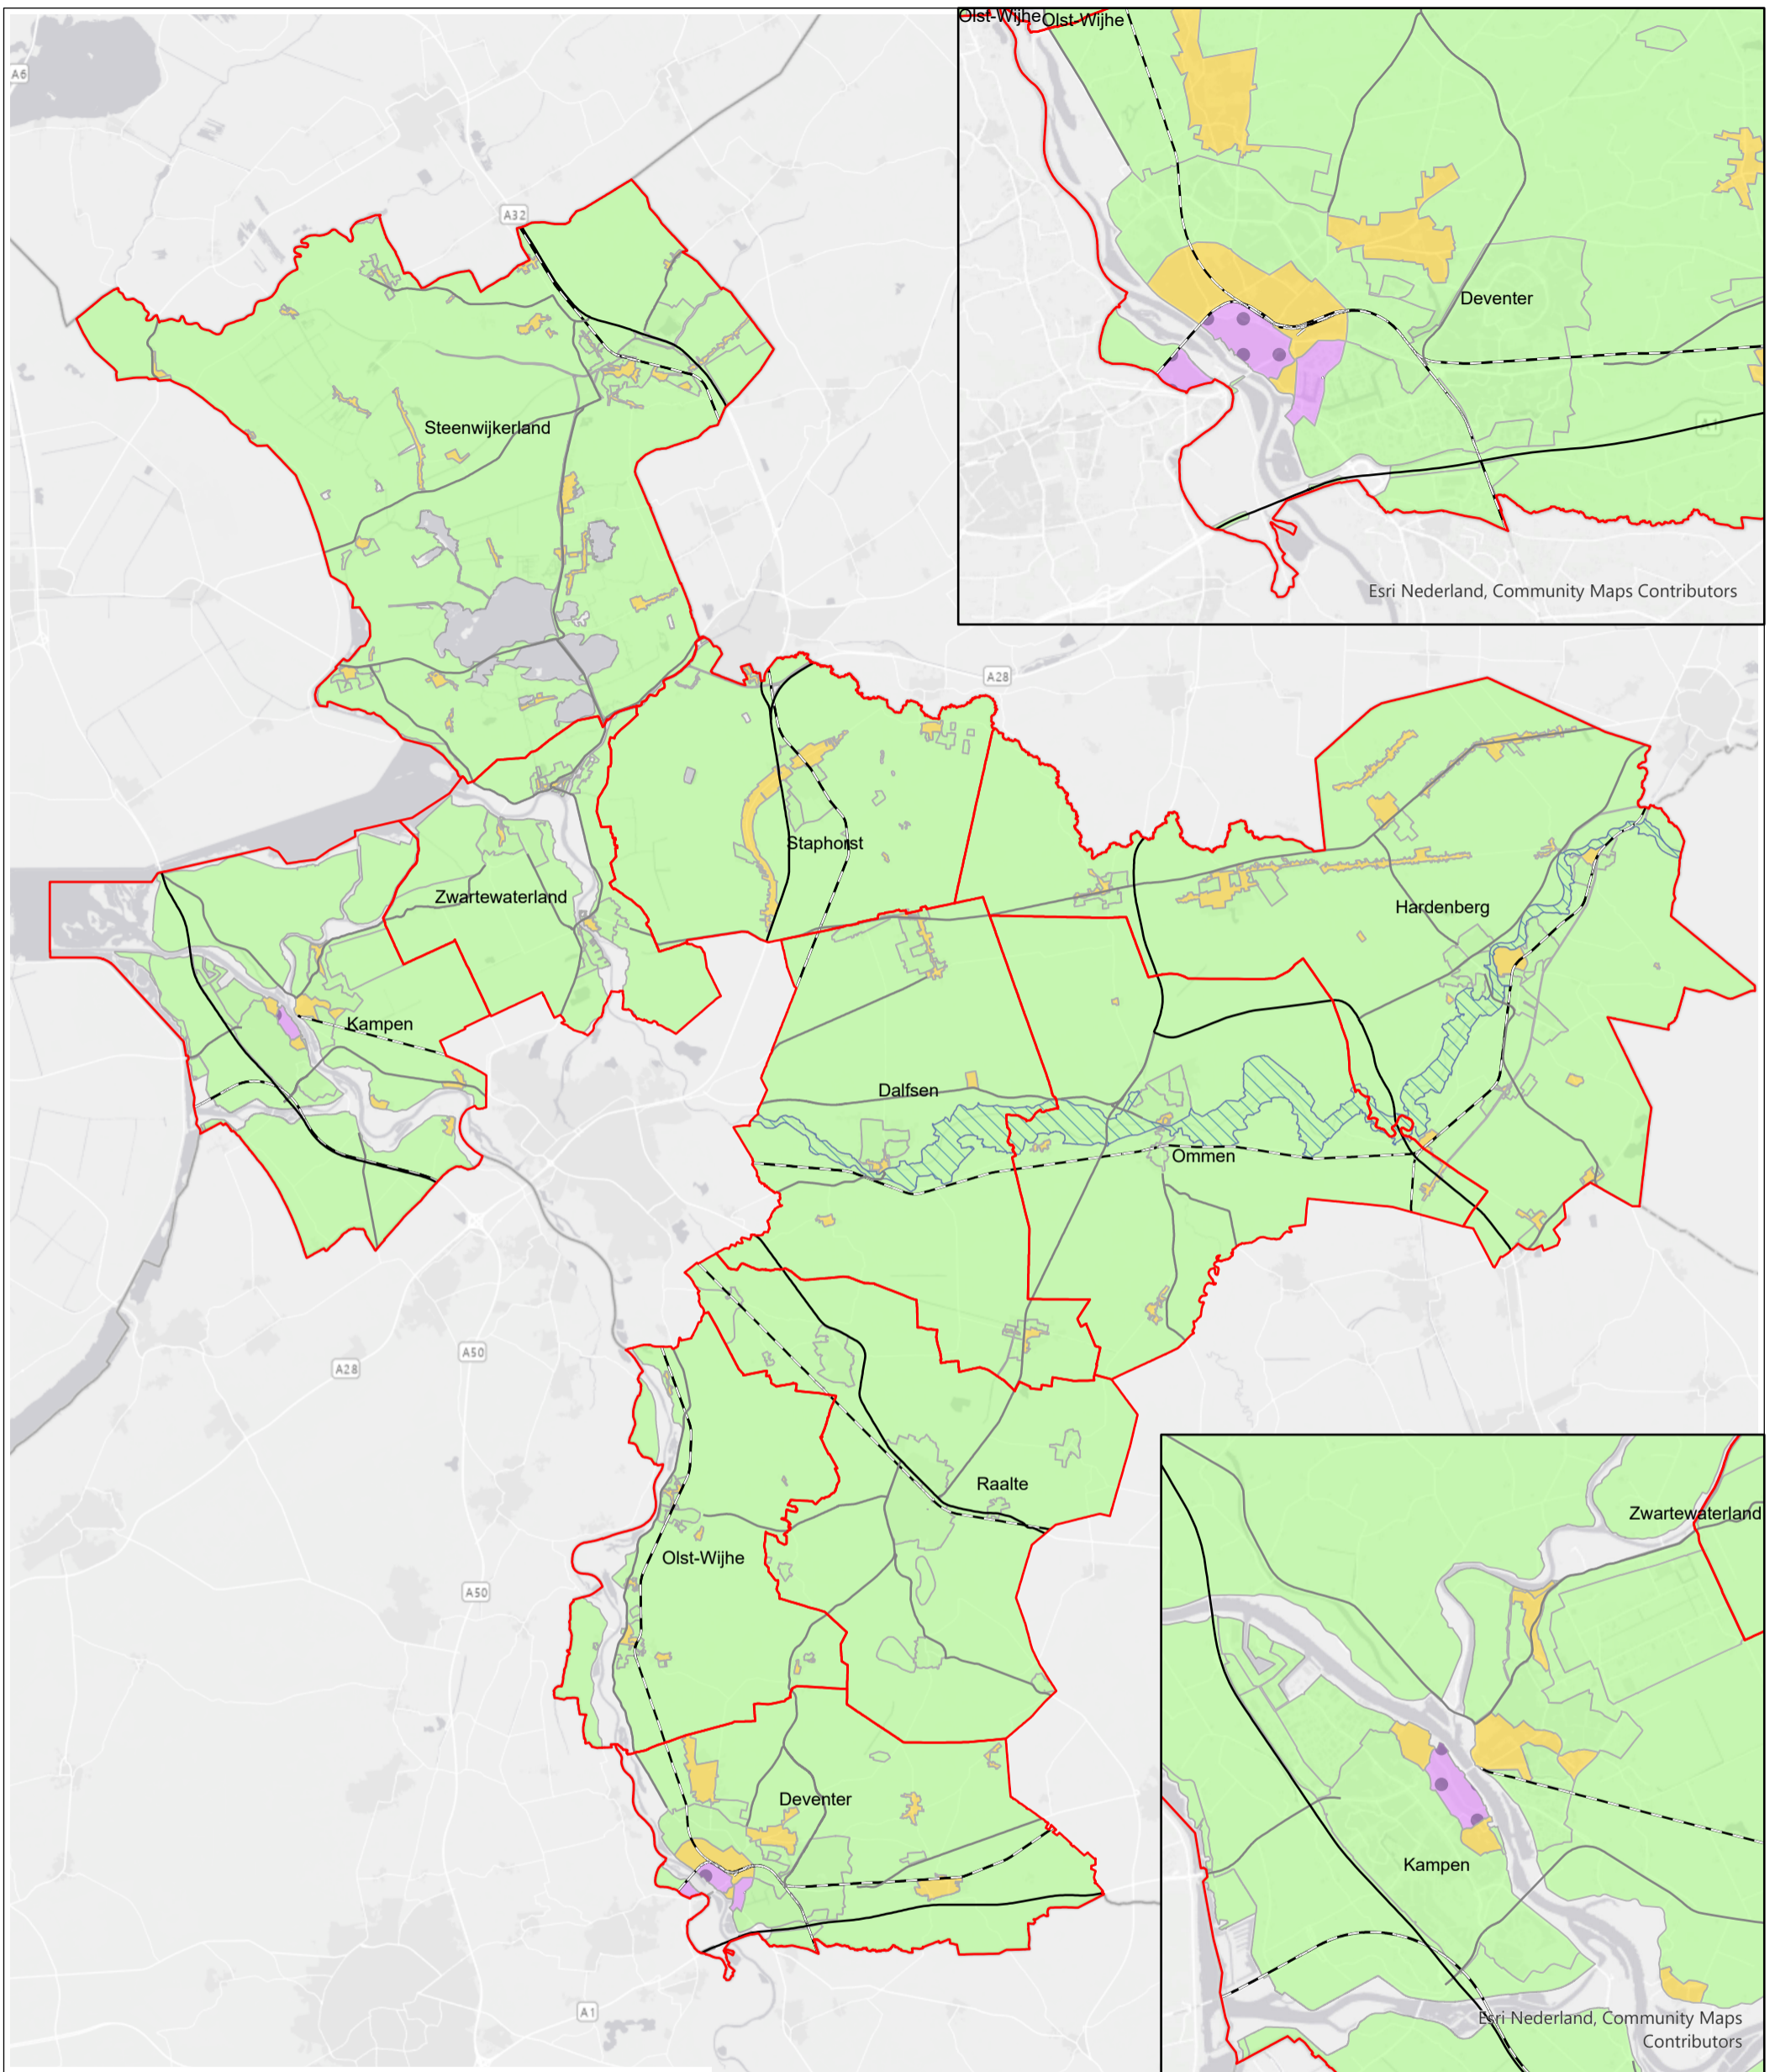 Olst-Wijhe
Olst-Wijhe
A6
A32
Deventer
A1
Steenwijkerland
Esri Nederland, Community Maps Contributors
A28
Staphorst
Zwartewaterland
Hardenberg
Kampen
Dalfsen
Ommen
A50
A28
Raalte
Zwartewaterland
Olst-Wijhe
A50
Deventer
Kampen
A1
Esri Nederland, Community Maps
Contributors